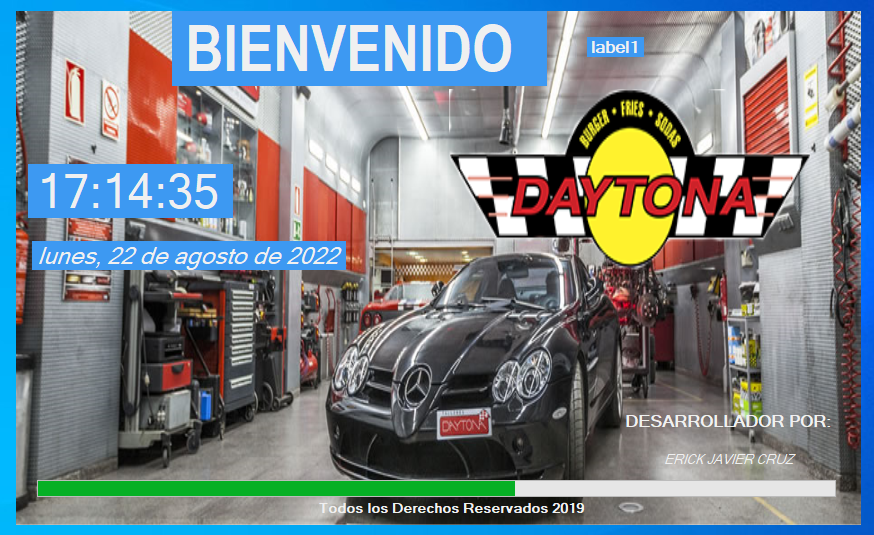 BIENVENIDO
label1
BURGER • FRIES • SODAS
DAYTONA
17:14:35
lunes, 22 de agosto de 2022
DAYTONA
DESARROLLADOR POR:
ERICK JAVIER CRUZ
Todos los Derechos Reservados 2019